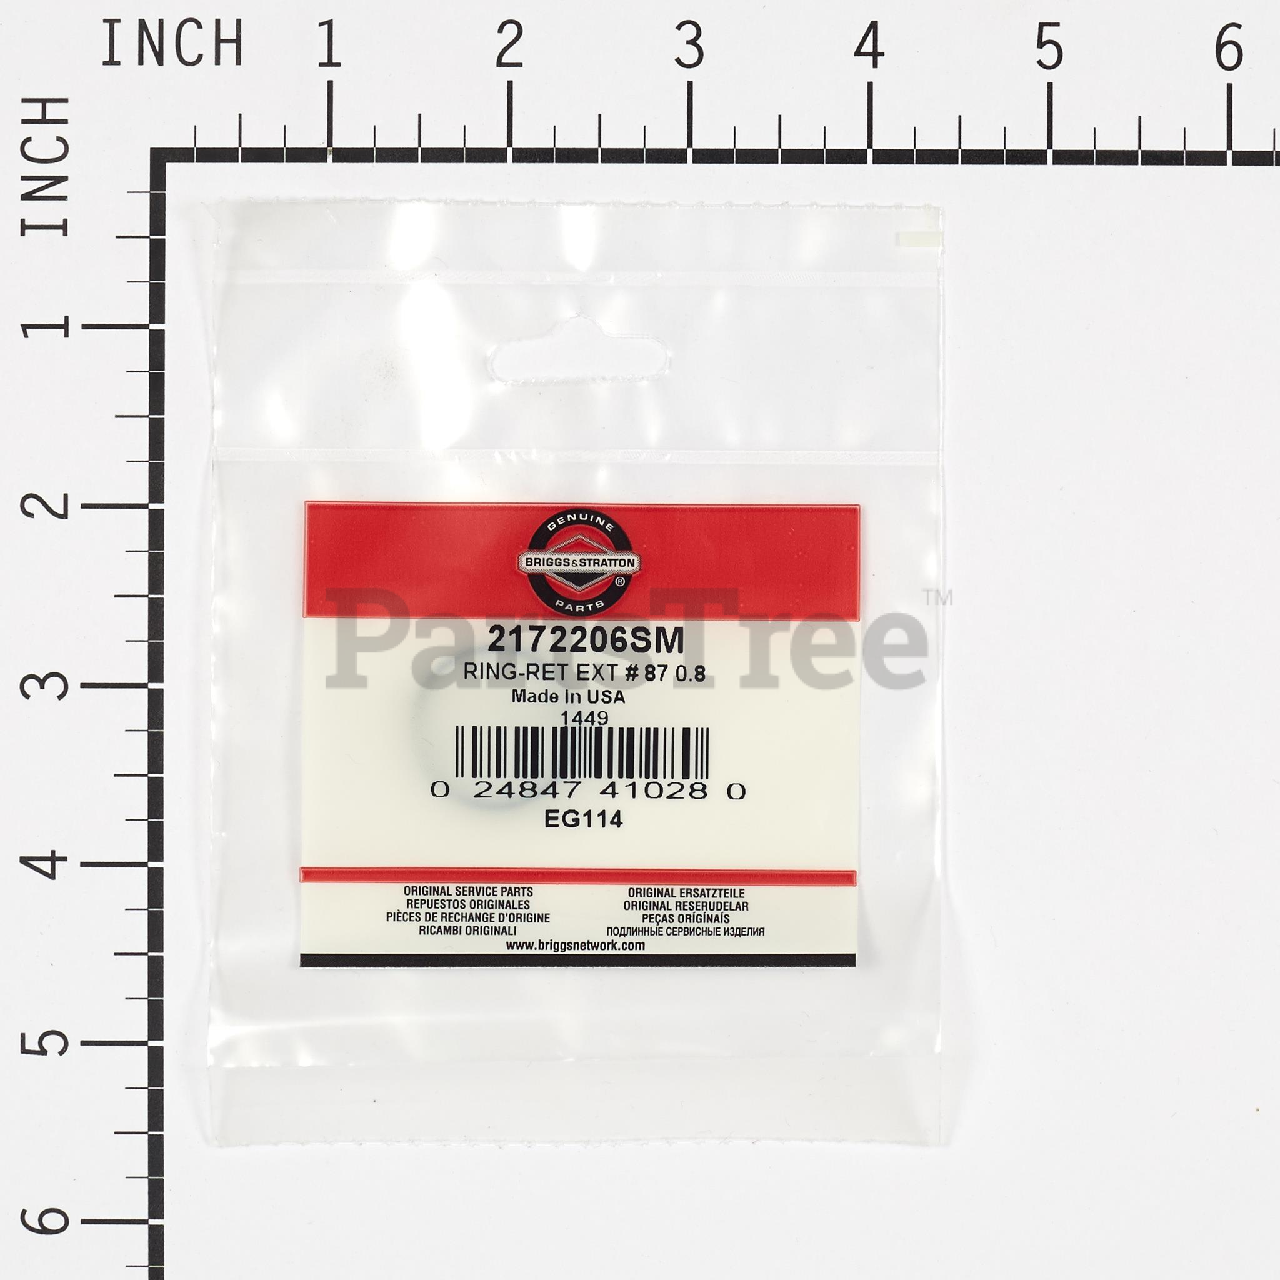 INCH 1 2 3 4 5 6
INCH
1
2
3
4
5
6
GENUINE
BRIGGS&STRATTON
®
PARTS
PartsTree™
2172206SM
RING-RET EXT # 87 0.8
Made In USA
1449
0 24847 41028 0
EG114
ORIGINAL SERVICE PARTS
REPUESTOS ORIGINALES
PIÈCES DE RECHANGE D'ORIGINE
RICAMBI ORIGINALI
ORIGINAL ERSATZTEILE
ORIGINAL RESERUDELAR
PEÇAS ORIGINAIS
ПОДЛИННЫЕ СЕРВИСНЫЕ ИЗДЕЛИЯ
www.briggsnetwork.com